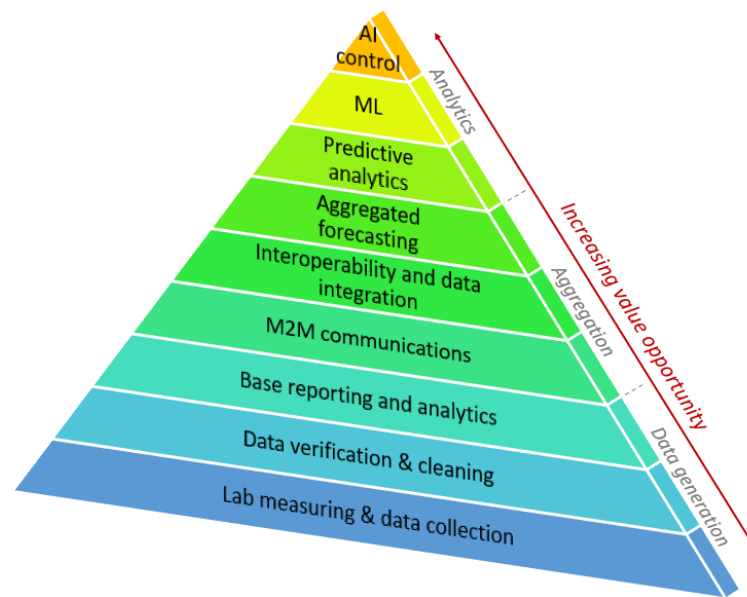 AI
control
ML
Predictive
analytics
Aggregated
forecasting
Interoperability and data
integration
M2M communications
Base reporting and analytics
Data verification & cleaning
Lab measuring & data collection
Analytics
Aggregation
Data generation
Increasing value opportunity